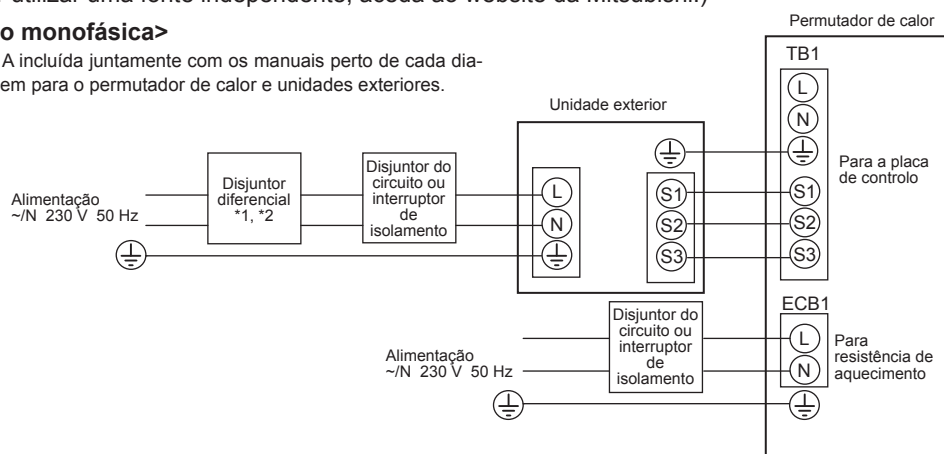 utilizar uma fonte independente, aceda ao website da Mitsubishi.)
o monofásica>
A incluída juntamente com os manuais perto de cada dia-
em para o permutador de calor e unidades exteriores.
Permutador de calor
TB1
L
N
Para a placa
de controlo
S1
S2
S3
Unidade exterior
L
N
S1
S2
S3
Disjuntor do
circuito ou
interruptor
de
isolamento
Disjuntor
diferencial
*1, *2
Alimentação
~/N 230 V 50 Hz
ECB1
L
N
Para
resistência de
aquecimento
Disjuntor do
circuito ou
interruptor
de
isolamento
Alimentação
~/N 230 V 50 Hz